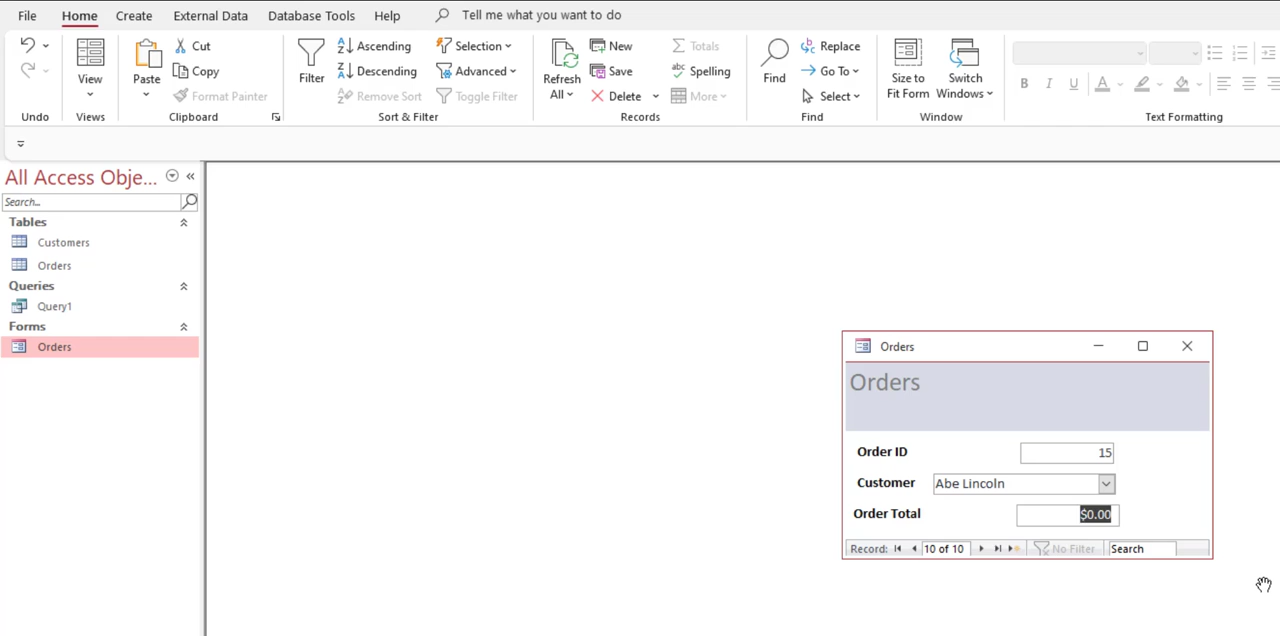 File Home Create External Data Database Tools Help Tell me what you want to do
Undo
View
Views
Paste
Cut
Copy
Format Painter
Clipboard
Filter
Ascending
Descending
Remove Sort
Selection
Advanced
Toggle Filter
Sort & Filter
Refresh
All
New
Save
Delete
Totals
Spelling
More
Records
Find
Replace
Go To
Select
Find
Size to
Fit Form
Switch
Windows
Window
B I U A
Text Formatting
All Access Obje...
Search...
Tables
Customers
Orders
Queries
Query1
Forms
Orders
Orders
Orders
Order ID 15
Customer Abe Lincoln
Order Total $0.00
Record: 10 of 10 No Filter Search